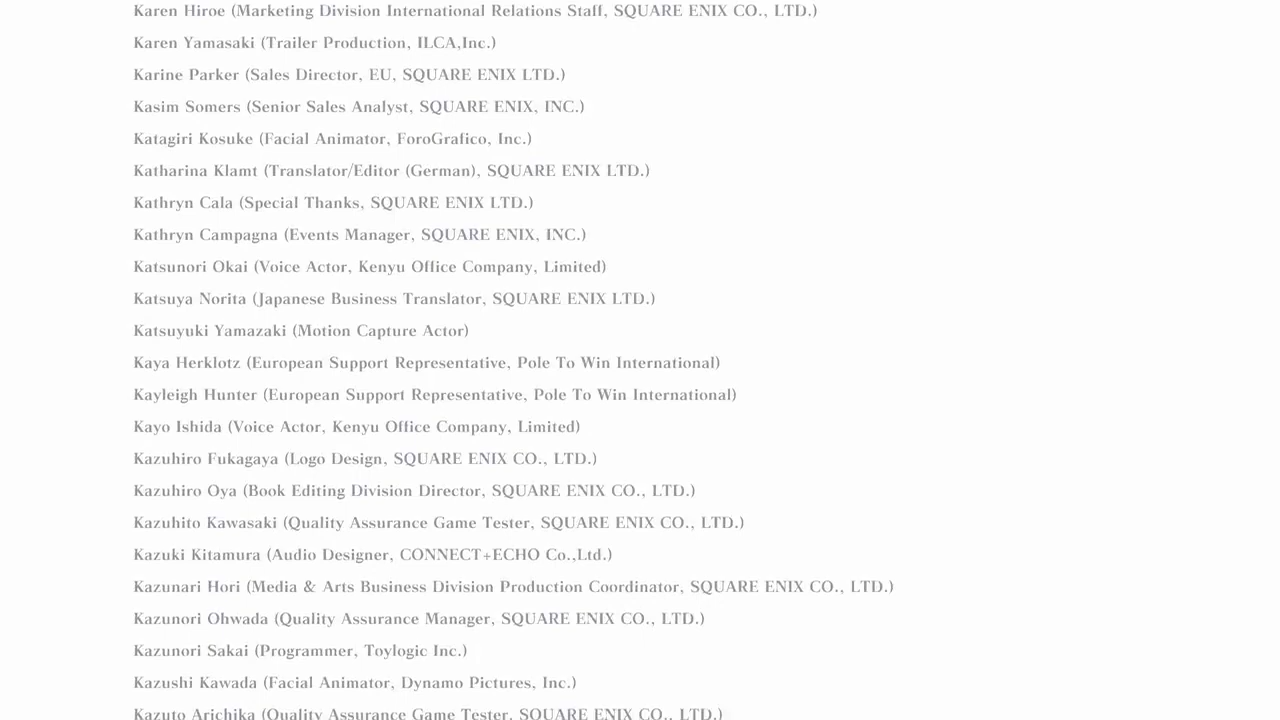 Karen Hiroe (Marketing Division International Relations Staff, SQUARE ENIX CO., LTD.)
Karen Yamasaki (Trailer Production, ILCA,Inc.)
Karine Parker (Sales Director, EU, SQUARE ENIX LTD.)
Kasim Somers (Senior Sales Analyst, SQUARE ENIX, INC.)
Katagiri Kosuke (Facial Animator, ForoGrafico, Inc.)
Katharina Klamt (Translator/Editor (German), SQUARE ENIX LTD.)
Kathryn Cala (Special Thanks, SQUARE ENIX LTD.)
Kathryn Campagna (Events Manager, SQUARE ENIX, INC.)
Katsunori Okai (Voice Actor, Kenyu Office Company, Limited)
Katsuya Norita (Japanese Business Translator, SQUARE ENIX LTD.)
Katsuyuki Yamazaki (Motion Capture Actor)
Kaya Herklotz (European Support Representative, Pole To Win International)
Kayleigh Hunter (European Support Representative, Pole To Win International)
Kayo Ishida (Voice Actor, Kenyu Office Company, Limited)
Kazuhiro Fukagaya (Logo Design, SQUARE ENIX CO., LTD.)
Kazuhiro Oya (Book Editing Division Director, SQUARE ENIX CO., LTD.)
Kazuhito Kawasaki (Quality Assurance Game Tester, SQUARE ENIX CO., LTD.)
Kazuki Kitamura (Audio Designer, CONNECT+ECHO Co.,Ltd.)
Kazunari Hori (Media & Arts Business Division Production Coordinator, SQUARE ENIX CO., LTD.)
Kazunori Ohwada (Quality Assurance Manager, SQUARE ENIX CO., LTD.)
Kazunori Sakai (Programmer, Toylogic Inc.)
Kazushi Kawada (Facial Animator, Dynamo Pictures, Inc.)
Kazuto Arichika (Quality Assurance Game Tester, SQUARE ENIX CO., LTD.)